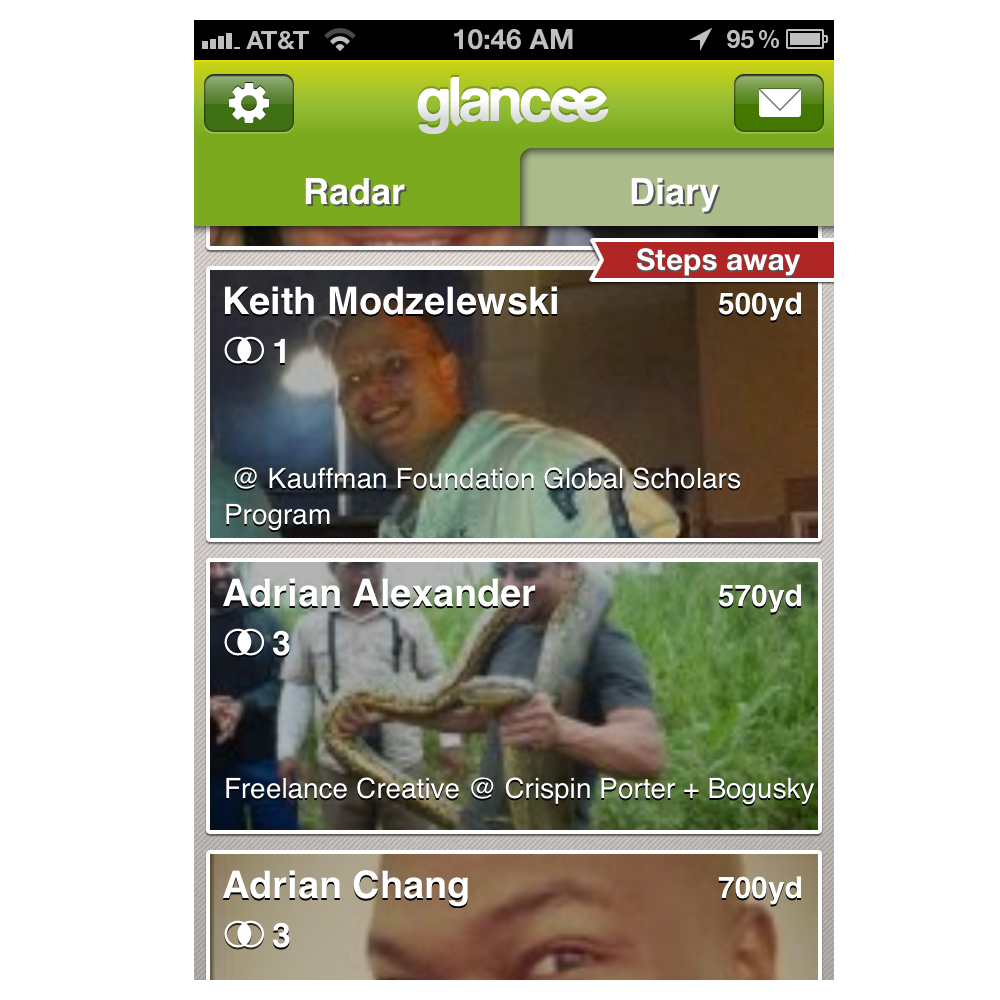 AT&T 10:46 AM 95%
glancee
Radar Diary
Steps away
Keith Modzelewski 500yd
1
@ Kauffman Foundation Global Scholars
Program
Adrian Alexander 570yd
3
Freelance Creative @ Crispin Porter + Bogusky
Adrian Chang 700yd
3